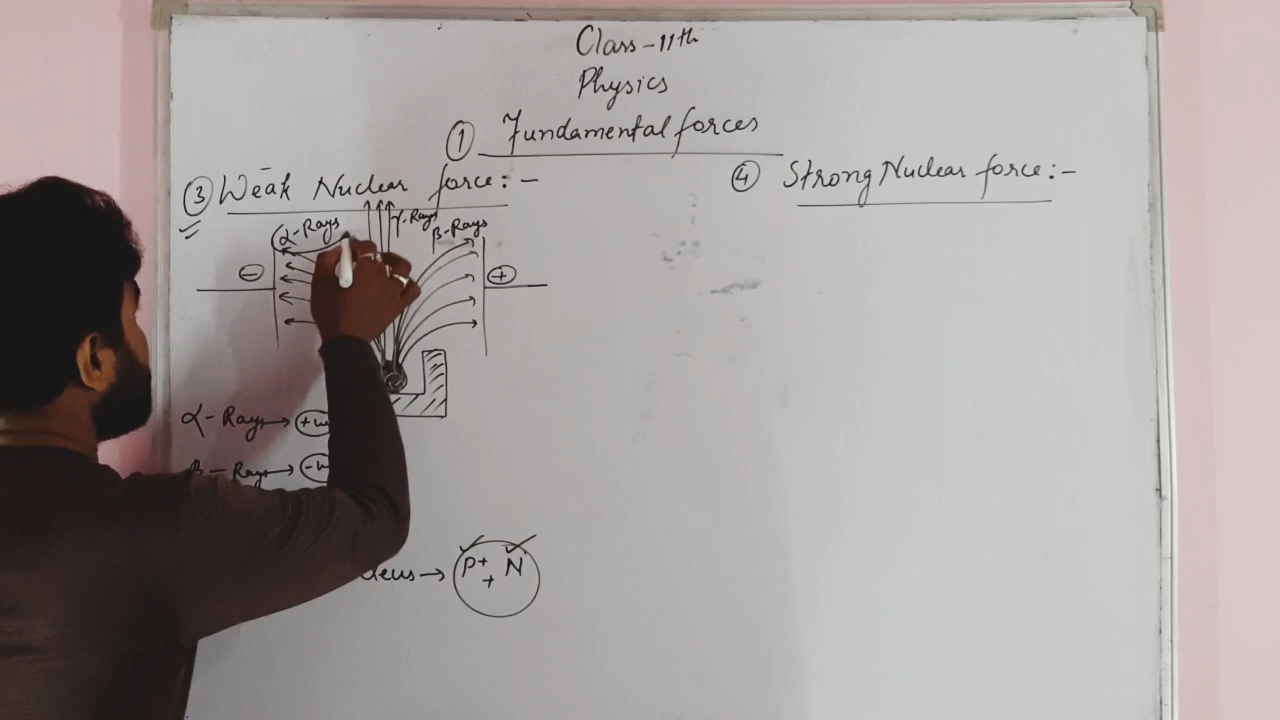 Class-11th
Physics
① Fundamental forces
③ Weak Nuclear force:-
④ Strong Nuclear force:-
α-Rays
γ-Rays
β-Rays
-
+
α-Rays → +
β-Rays → -
→ P+ + N